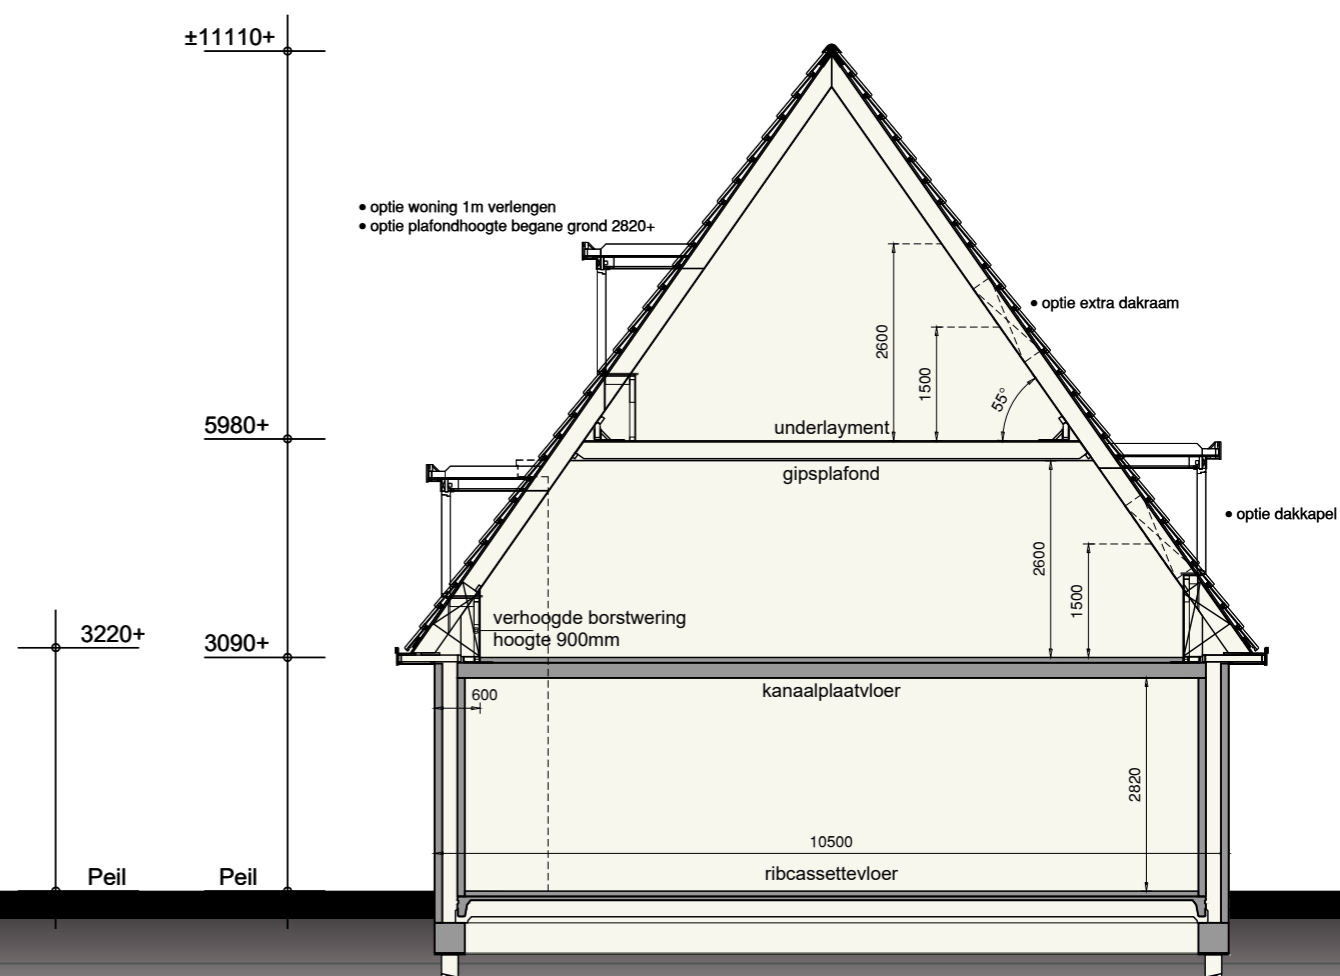 ±11110+
• optie woning 1m verlengen
• optie plafondhoogte begane grond 2820+
• optie extra dakraam
2600
1500
55°
5980+
underlayment
gipsplafond
• optie dakkapel
2600
1500
verhoogde borstwering
hoogte 900mm
3220+
3090+
600
kanaalplaatvloer
2820
10500
ribcassettevloer
Peil
Peil